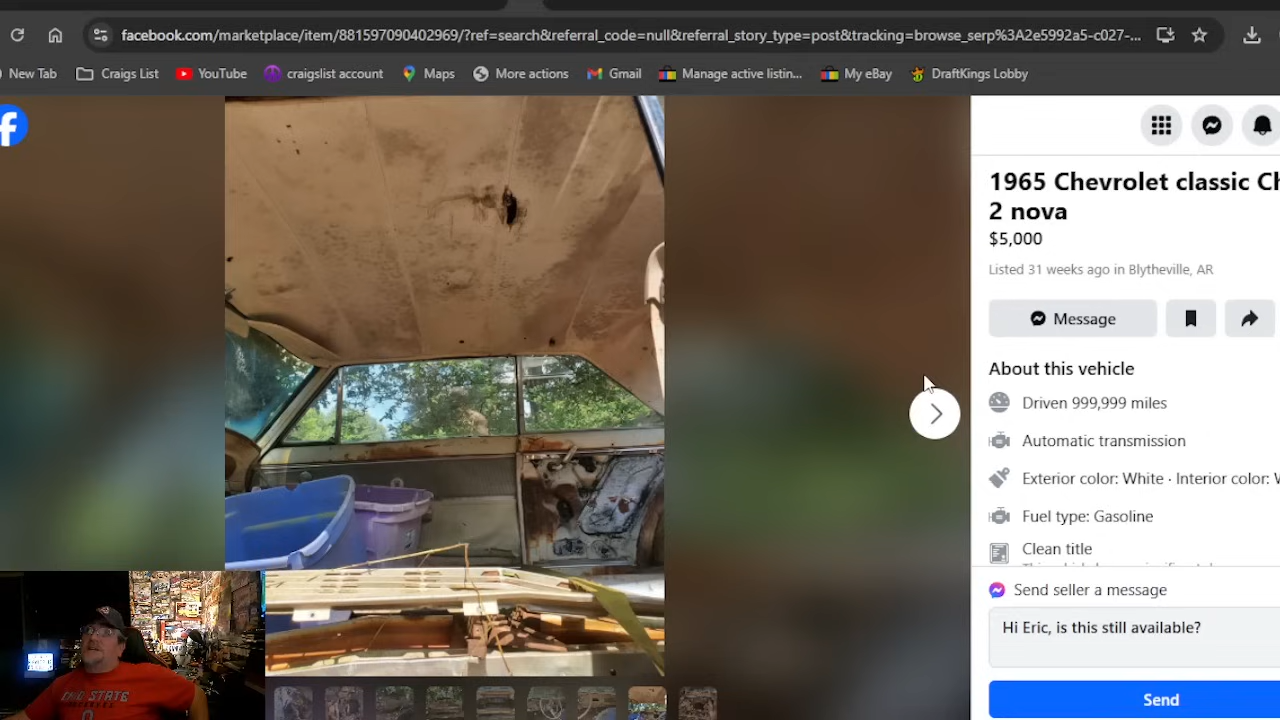 facebook.com/marketplace/item/881597090402969/?ref=search&referral_code=null&referral_story_type=post&tracking=browse_serp%3A2e5992a5-c027-...
New Tab Craigs List YouTube craigslist account Maps More actions Gmail Manage active listin... My eBay DraftKings Lobby
1965 Chevrolet classic Ch
2 nova
$5,000
Listed 31 weeks ago in Blytheville, AR
Message
About this vehicle
Driven 999,999 miles
Automatic transmission
Exterior color: White · Interior color: W
Fuel type: Gasoline
Clean title
Send seller a message
Hi Eric, is this still available?
Send
STATE